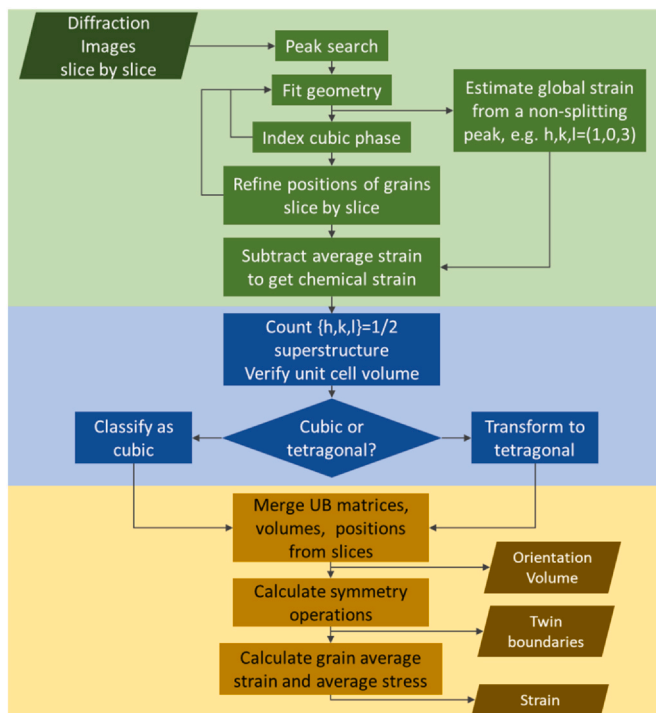 Diffraction
Images
slice by slice
Peak search
Fit geometry
Estimate global strain
from a non-splitting
peak, e.g. h,k,l=(1,0,3)
Index cubic phase
Refine positions of grains
slice by slice
Subtract average strain
to get chemical strain
Count {h,k,l}=1/2
superstructure
Verify unit cell volume
Classify as
cubic
Cubic or
tetragonal?
Transform to
tetragonal
Merge UB matrices,
volumes, positions
from slices
Orientation
Volume
Calculate symmetry
operations
Twin
boundaries
Calculate grain average
strain and average stress
Strain